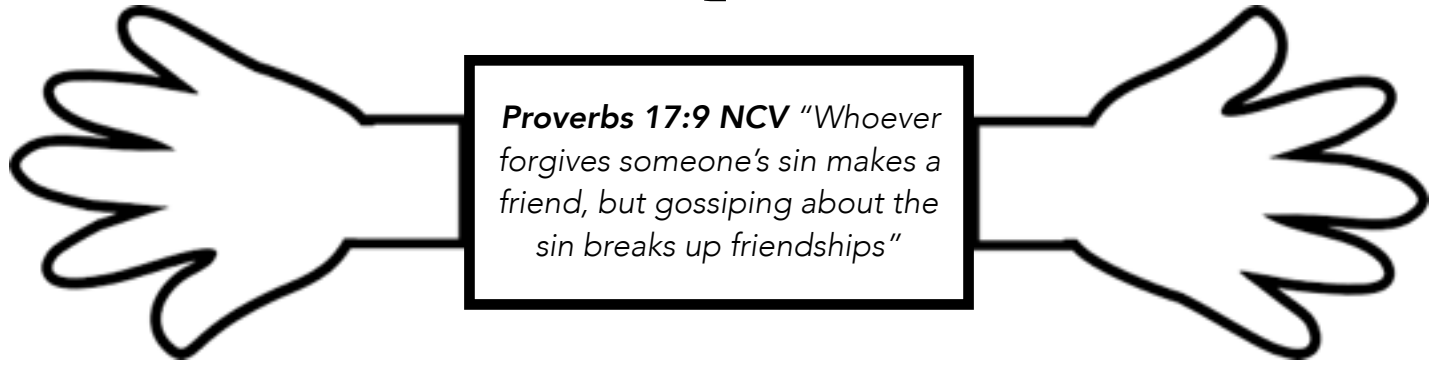 Proverbs 17:9 NCV “Whoever
forgives someone’s sin makes a
friend, but gossiping about the
sin breaks up friendships”